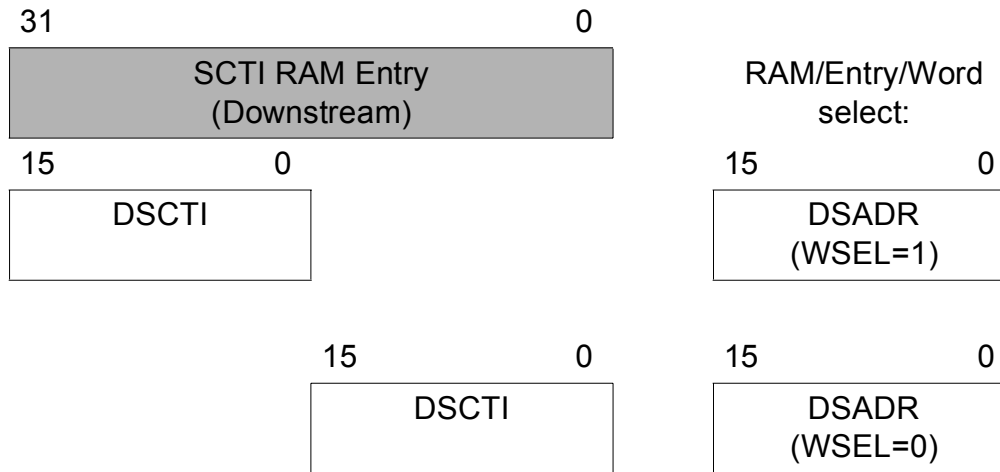 31 0
SCTI RAM Entry
(Downstream)
RAM/Entry/Word
select:
15 0
15 0
DSCTI
DSADR
(WSEL=1)
15 0
15 0
DSCTI
DSADR
(WSEL=0)